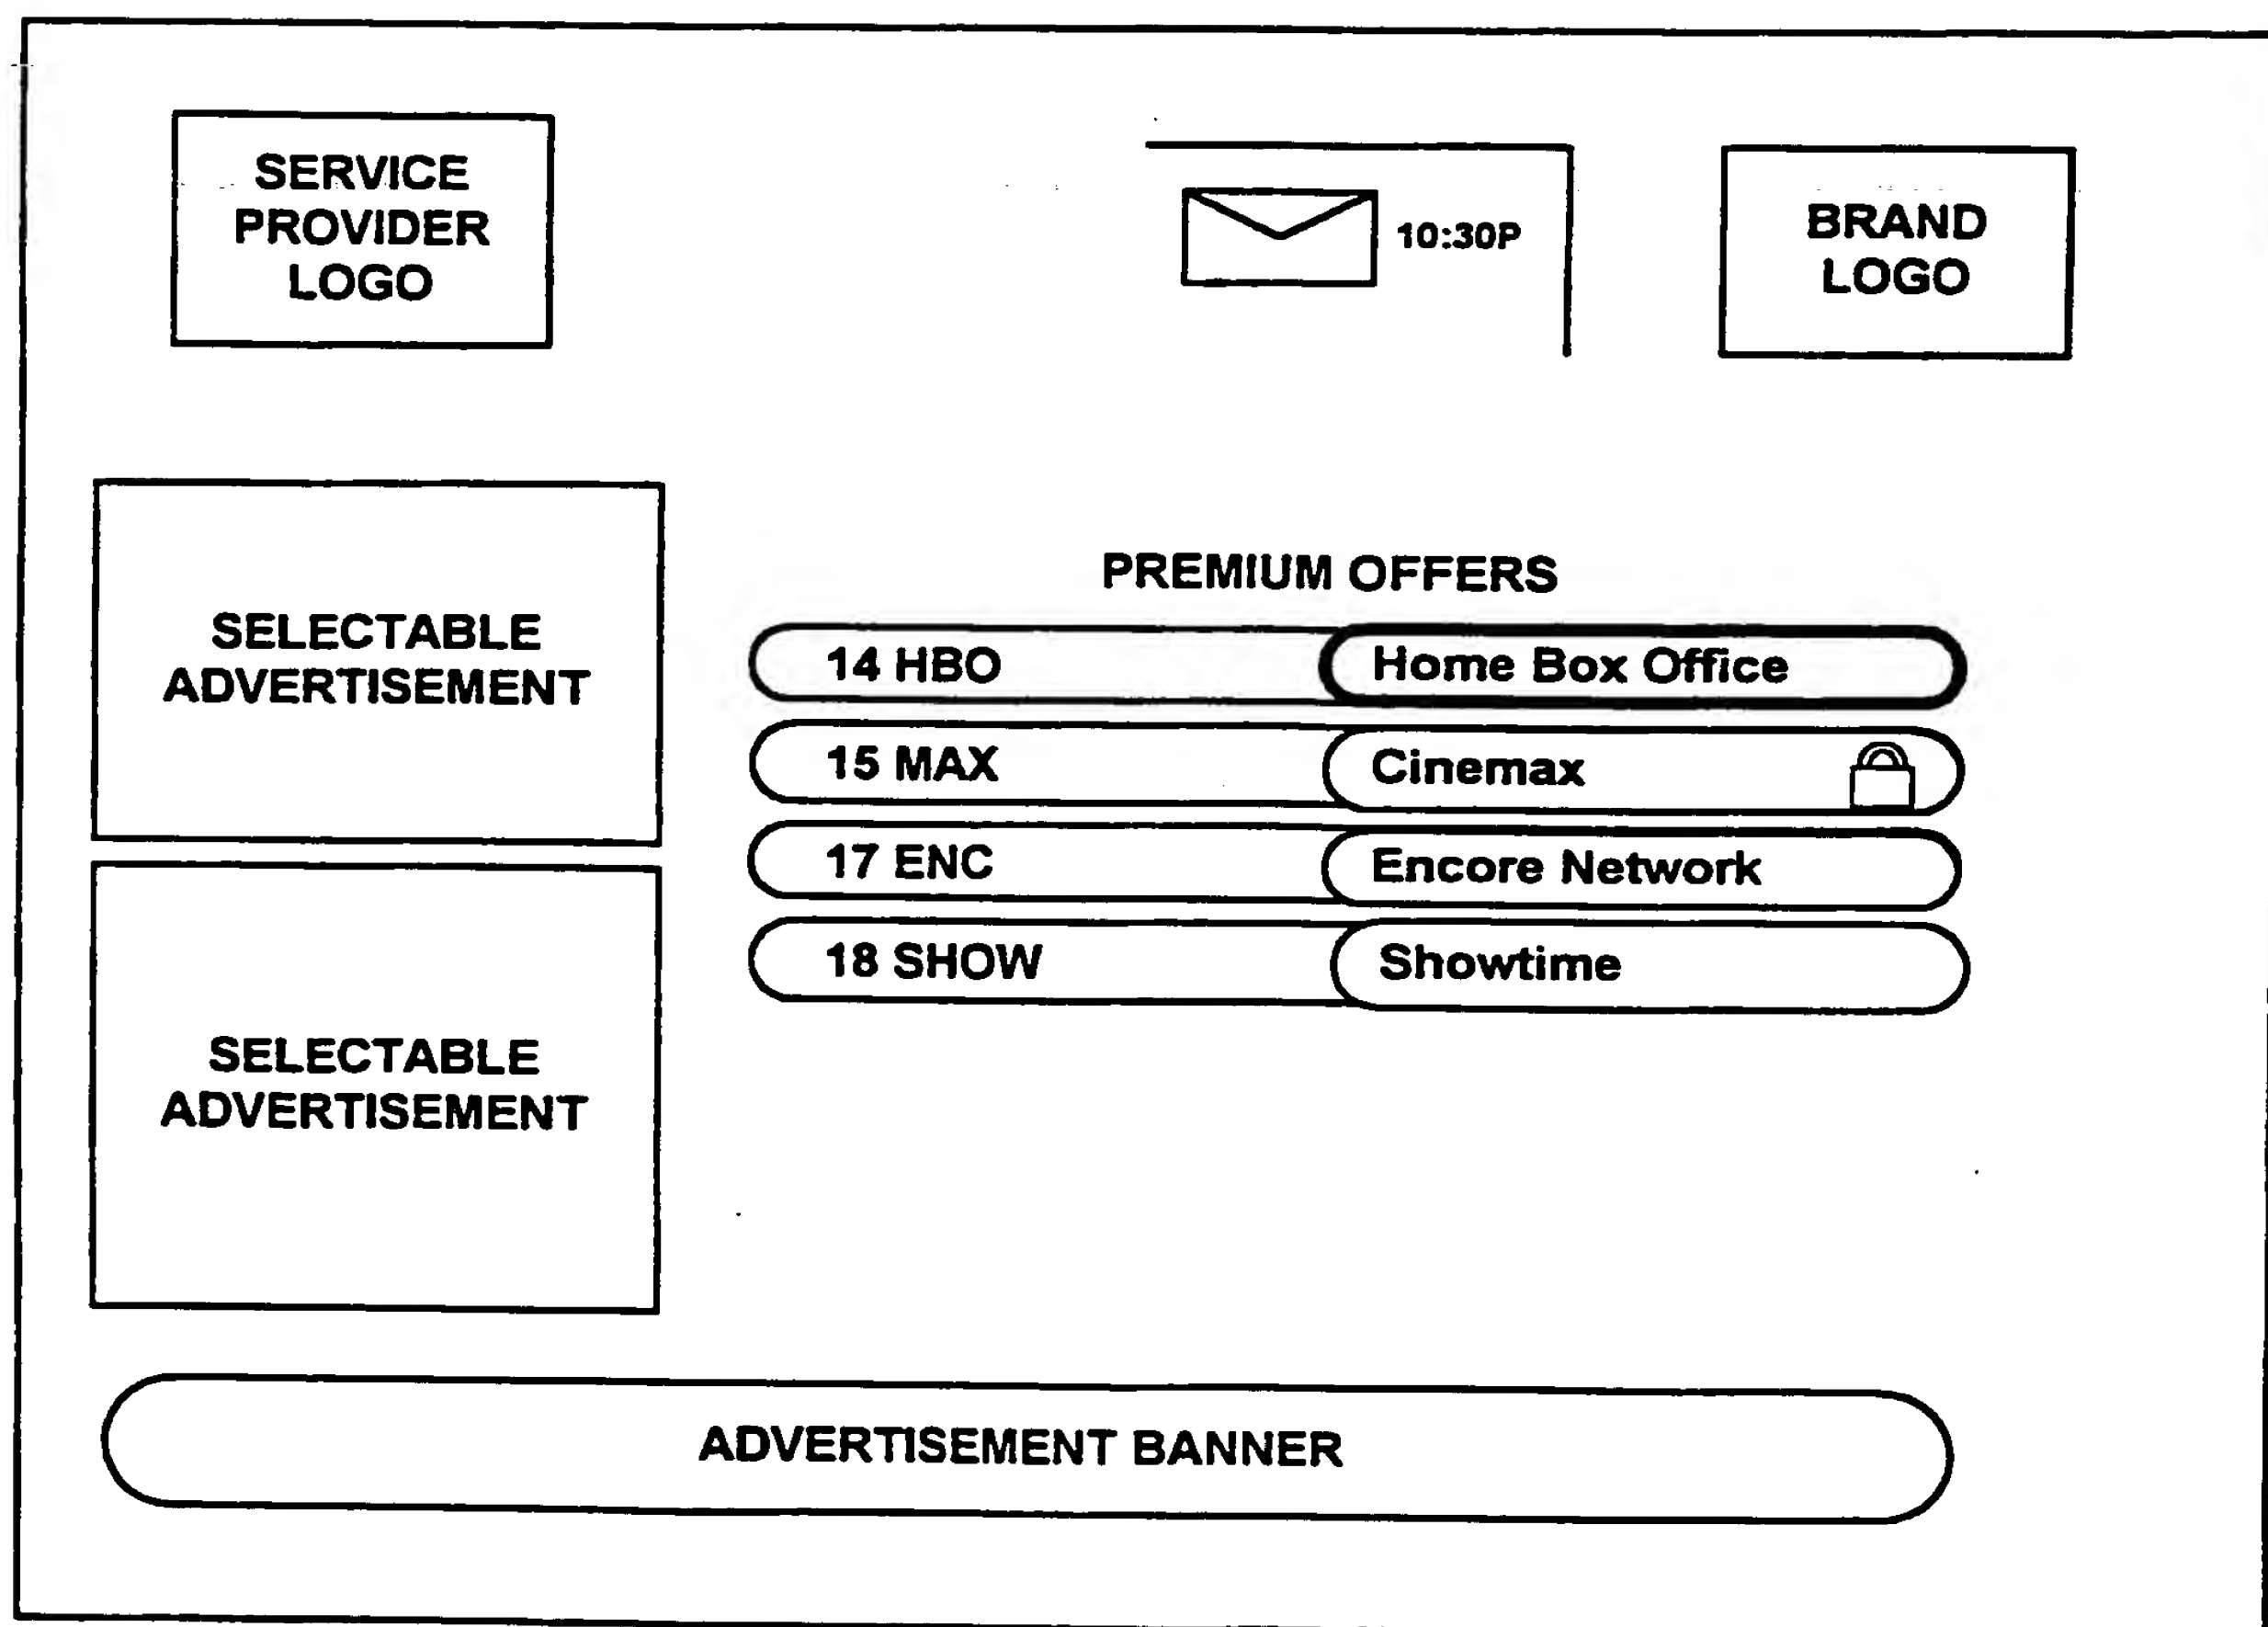 SERVICE
PROVIDER
LOGO
10:30P
BRAND
LOGO
SELECTABLE
ADVERTISEMENT
PREMIUM OFFERS
14 HBO Home Box Office
15 MAX Cinemax
17 ENC Encore Network
18 SHOW Showtime
SELECTABLE
ADVERTISEMENT
ADVERTISEMENT BANNER